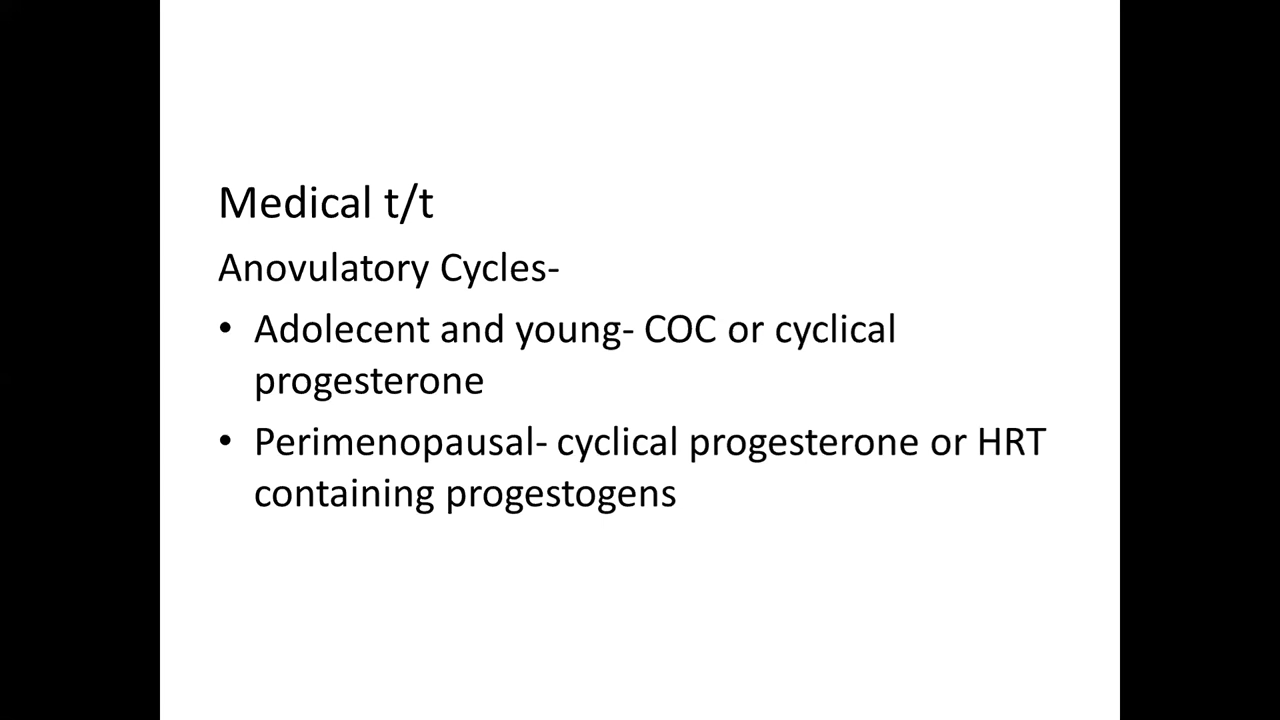 Medical t/t
Anovulatory Cycles-
• Adolecent and young- COC or cyclical
progesterone
• Perimenopausal- cyclical progesterone or HRT
containing progestogens